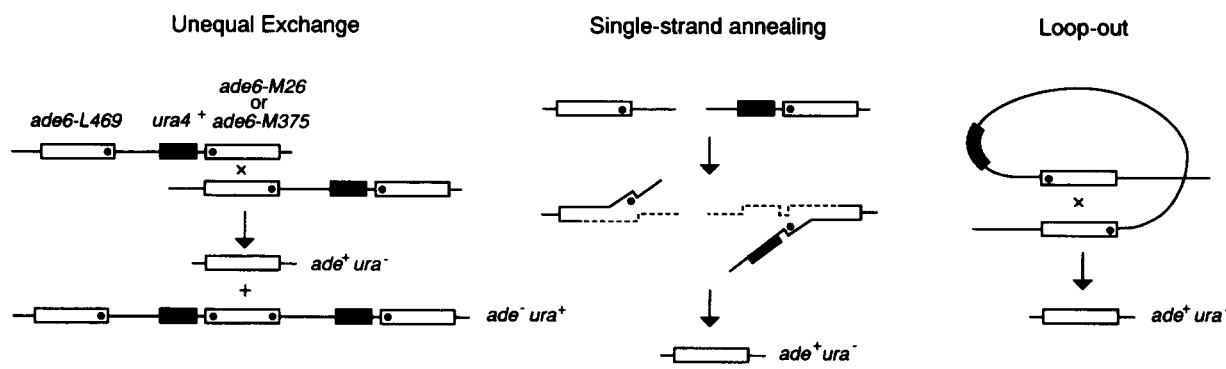 Unequal Exchange
Single-strand annealing
Loop-out
ade6-M26
or
ade6-L469 ura4+ ade6-M375
×
ade+ ura-
+
ade- ura+
ade+ ura-
×
ade+ ura-